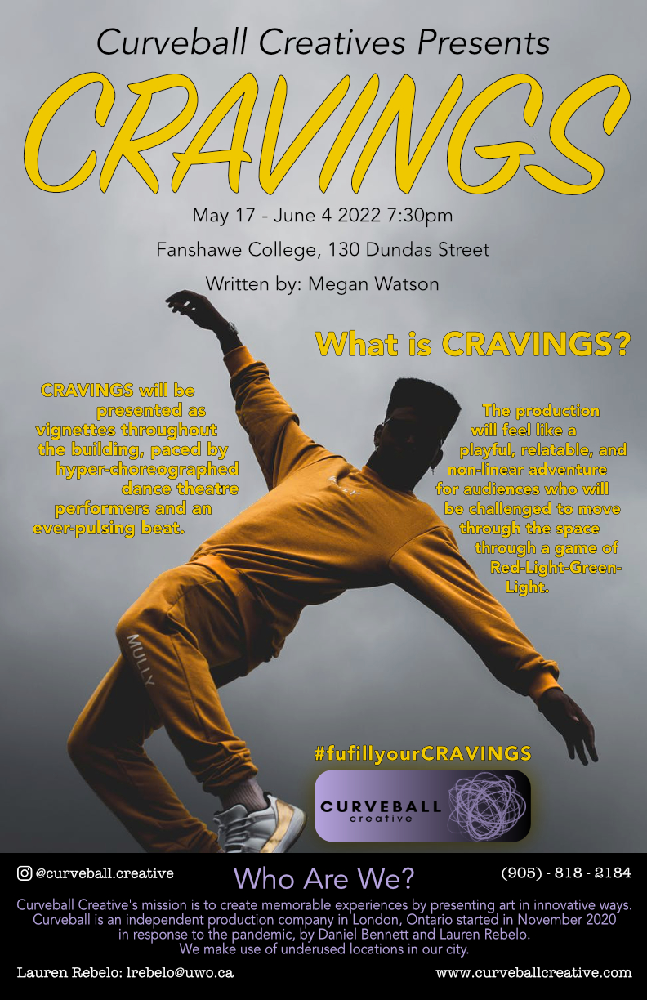 Curveball Creatives Presents
CRAVINGS
May 17 - June 4 2022 7:30pm
Fanshawe College, 130 Dundas Street
Written by: Megan Watson
What is CRAVINGS?
CRAVINGS will be
presented as
vignettes throughout
the building, paced by
hyper-choreographed
dance theatre
performers and an
ever-pulsing beat.
The production
will feel like a
playful, relatable, and
non-linear adventure
for audiences who will
be challenged to move
through the space
through a game of
Red-Light-Green-
Light.
MULLY
MULLY
#fufillyourCRAVINGS
CURVEBALL
creative
@curveball.creative
Who Are We?
(905) - 818 - 2184
Curveball Creative's mission is to create memorable experiences by presenting art in innovative ways.
Curveball is an independent production company in London, Ontario started in November 2020
in response to the pandemic, by Daniel Bennett and Lauren Rebelo.
We make use of underused locations in our city.
Lauren Rebelo: lrebelo@uwo.ca
www.curveballcreative.com